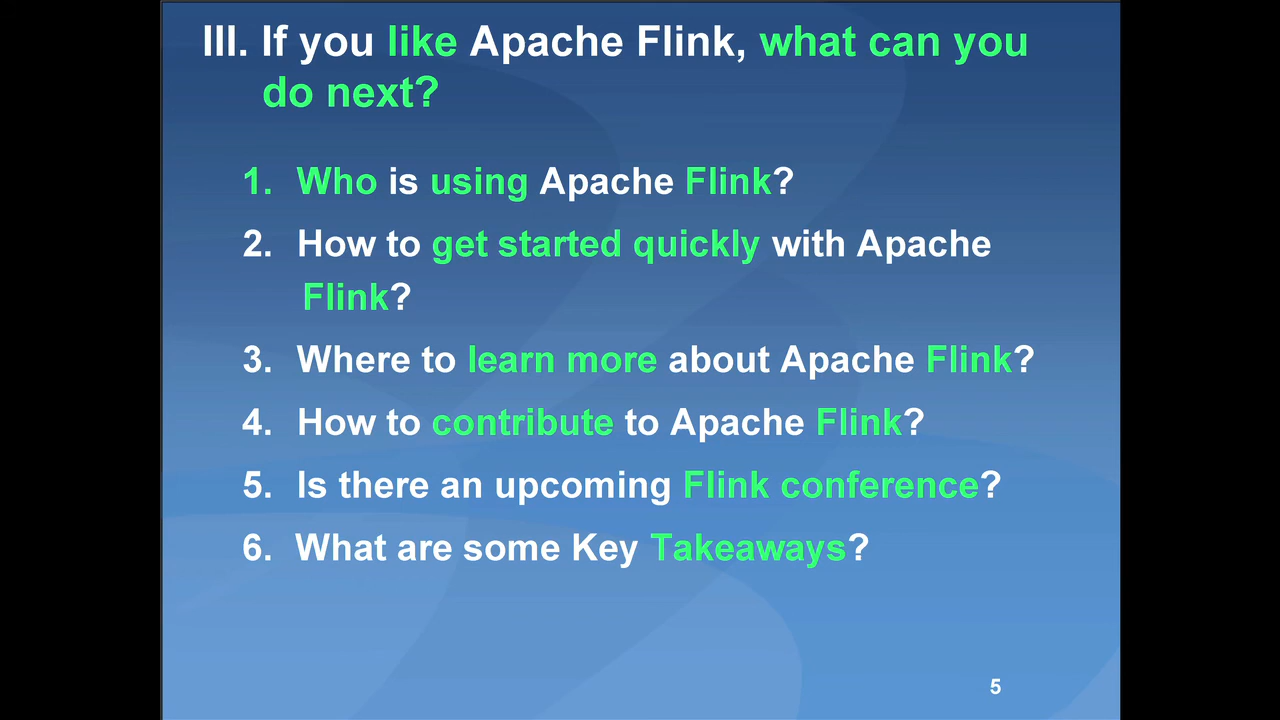 III. If you like Apache Flink, what can you
do next?
1. Who is using Apache Flink?
2. How to get started quickly with Apache
Flink?
3. Where to learn more about Apache Flink?
4. How to contribute to Apache Flink?
5. Is there an upcoming Flink conference?
6. What are some Key Takeaways?
5